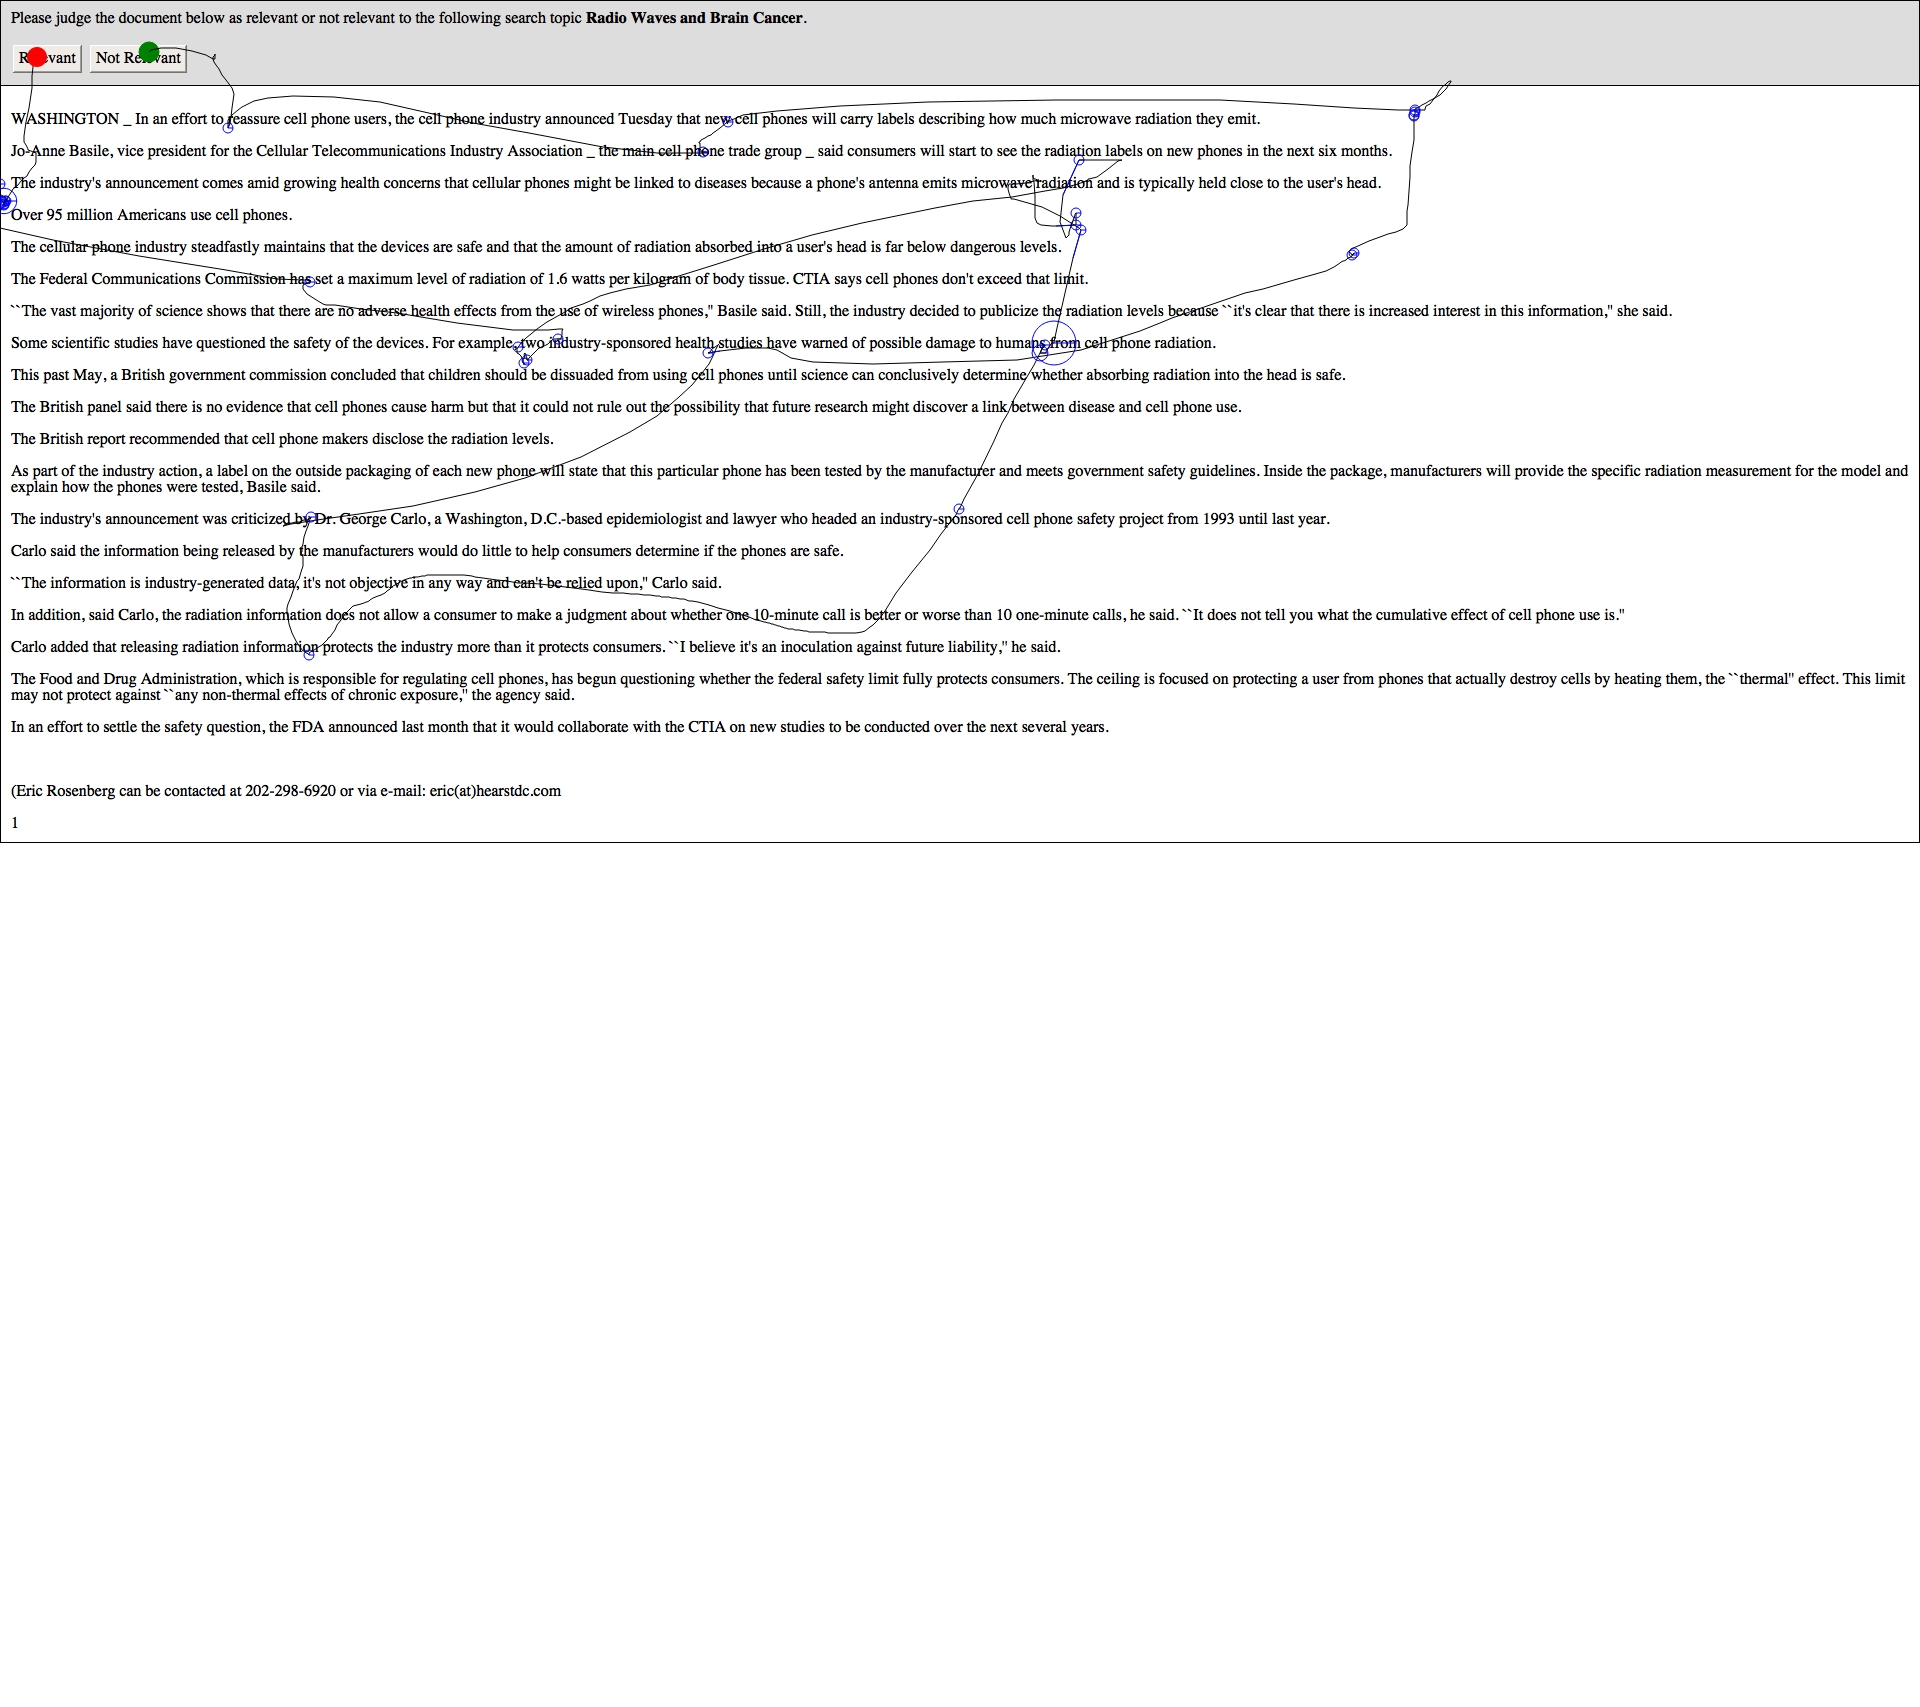 Please judge the document below as relevant or not relevant to the following search topic Radio Waves and Brain Cancer.
Relevant Not Relevant
WASHINGTON _ In an effort to reassure cell phone users, the cell phone industry announced Tuesday that new cell phones will carry labels describing how much microwave radiation they emit.
Jo-Anne Basile, vice president for the Cellular Telecommunications Industry Association _ the main cell phone trade group _ said consumers will start to see the radiation labels on new phones in the next six months.
The industry's announcement comes amid growing health concerns that cellular phones might be linked to diseases because a phone's antenna emits microwave radiation and is typically held close to the user's head.
Over 95 million Americans use cell phones.
The cellular phone industry steadfastly maintains that the devices are safe and that the amount of radiation absorbed into a user's head is far below dangerous levels.
The Federal Communications Commission has set a maximum level of radiation of 1.6 watts per kilogram of body tissue. CTIA says cell phones don't exceed that limit.
``The vast majority of science shows that there are no adverse health effects from the use of wireless phones,'' Basile said. Still, the industry decided to publicize the radiation levels because ``it's clear that there is increased interest in this information,'' she said.
Some scientific studies have questioned the safety of the devices. For example, two industry-sponsored health studies have warned of possible damage to humans from cell phone radiation.
This past May, a British government commission concluded that children should be dissuaded from using cell phones until science can conclusively determine whether absorbing radiation into the head is safe.
The British panel said there is no evidence that cell phones cause harm but that it could not rule out the possibility that future research might discover a link between disease and cell phone use.
The British report recommended that cell phone makers disclose the radiation levels.
As part of the industry action, a label on the outside packaging of each new phone will state that this particular phone has been tested by the manufacturer and meets government safety guidelines. Inside the package, manufacturers will provide the specific radiation measurement for the model and
explain how the phones were tested, Basile said.
The industry's announcement was criticized by Dr. George Carlo, a Washington, D.C.-based epidemiologist and lawyer who headed an industry-sponsored cell phone safety project from 1993 until last year.
Carlo said the information being released by the manufacturers would do little to help consumers determine if the phones are safe.
``The information is industry-generated data, it's not objective in any way and can't be relied upon,'' Carlo said.
In addition, said Carlo, the radiation information does not allow a consumer to make a judgment about whether one 10-minute call is better or worse than 10 one-minute calls, he said. ``It does not tell you what the cumulative effect of cell phone use is.''
Carlo added that releasing radiation information protects the industry more than it protects consumers. ``I believe it's an inoculation against future liability,'' he said.
The Food and Drug Administration, which is responsible for regulating cell phones, has begun questioning whether the federal safety limit fully protects consumers. The ceiling is focused on protecting a user from phones that actually destroy cells by heating them, the ``thermal'' effect. This limit
may not protect against ``any non-thermal effects of chronic exposure,'' the agency said.
In an effort to settle the safety question, the FDA announced last month that it would collaborate with the CTIA on new studies to be conducted over the next several years.
(Eric Rosenberg can be contacted at 202-298-6920 or via e-mail: eric(at)hearstdc.com
1